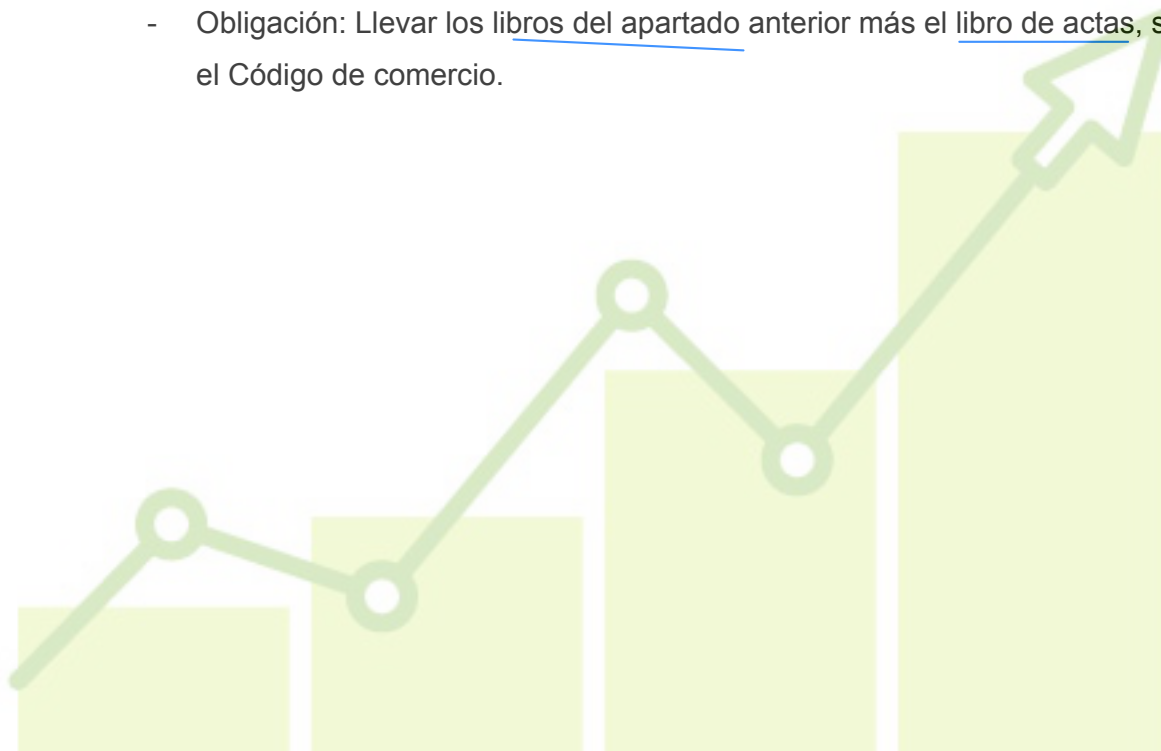 - Obligación: Llevar los libros del apartado anterior más el libro de actas,
el Código de comercio.